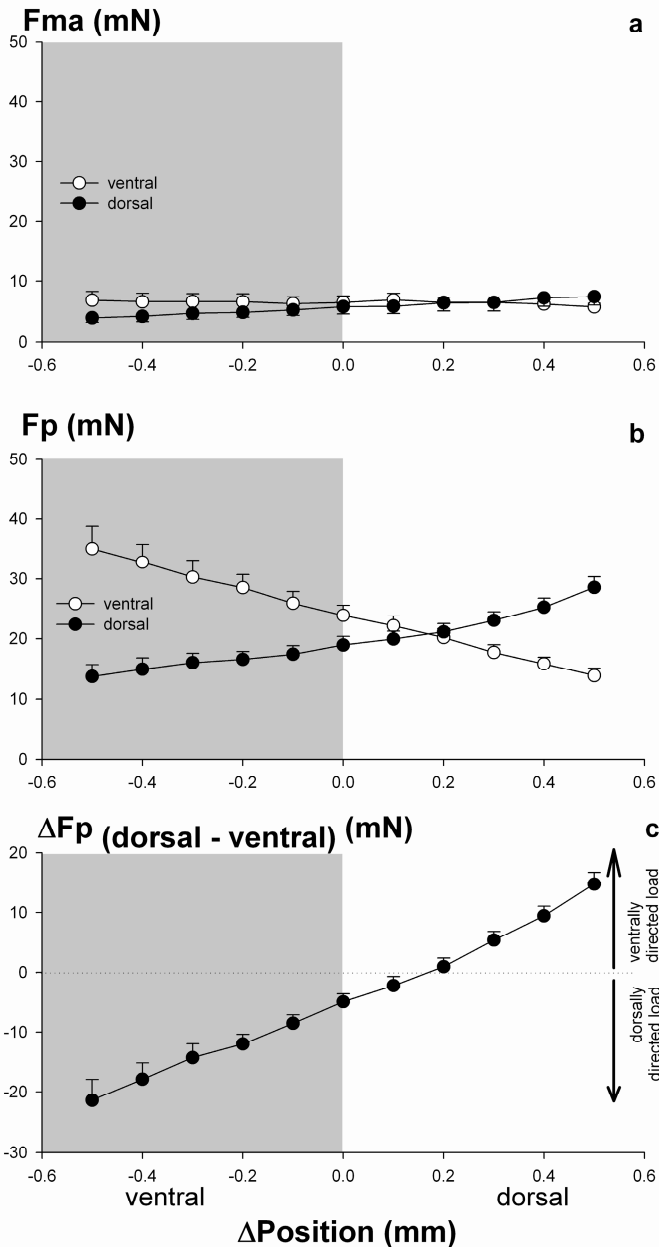 Fma (mN)
a
50
40
30
20
10
0
ventral
dorsal
-0.6 -0.4 -0.2 0.0 0.2 0.4 0.6
Fp (mN)
b
50
40
30
20
10
0
ventral
dorsal
-0.6 -0.4 -0.2 0.0 0.2 0.4 0.6
ΔFp (dorsal - ventral) (mN)
c
20
10
0
-10
-20
-30
ventrally
directed load
dorsally
directed load
-0.6 -0.4 -0.2 0.0 0.2 0.4 0.6
ventral dorsal
ΔPosition (mm)